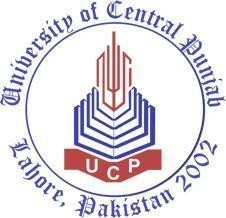 University of Central Punjab
UCP
Lahore, Pakistan 2002